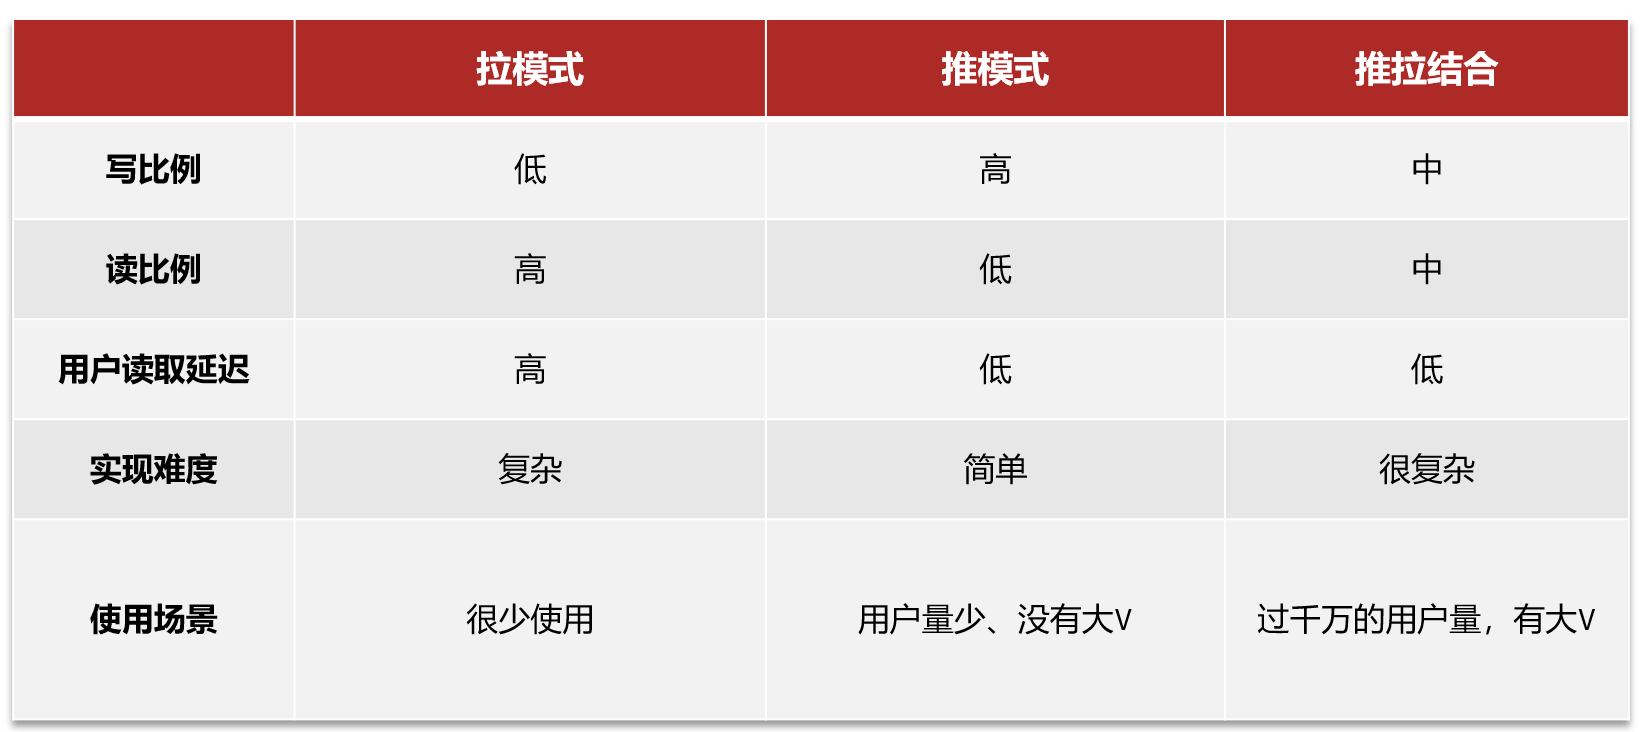 拉模式 推模式 推拉结合
写比例 低 高 中
读比例 高 低 中
用户读取延迟 高 低 低
实现难度 复杂 简单 很复杂
使用场景 很少使用 用户量少、没有大V 过千万的用户量，有大V